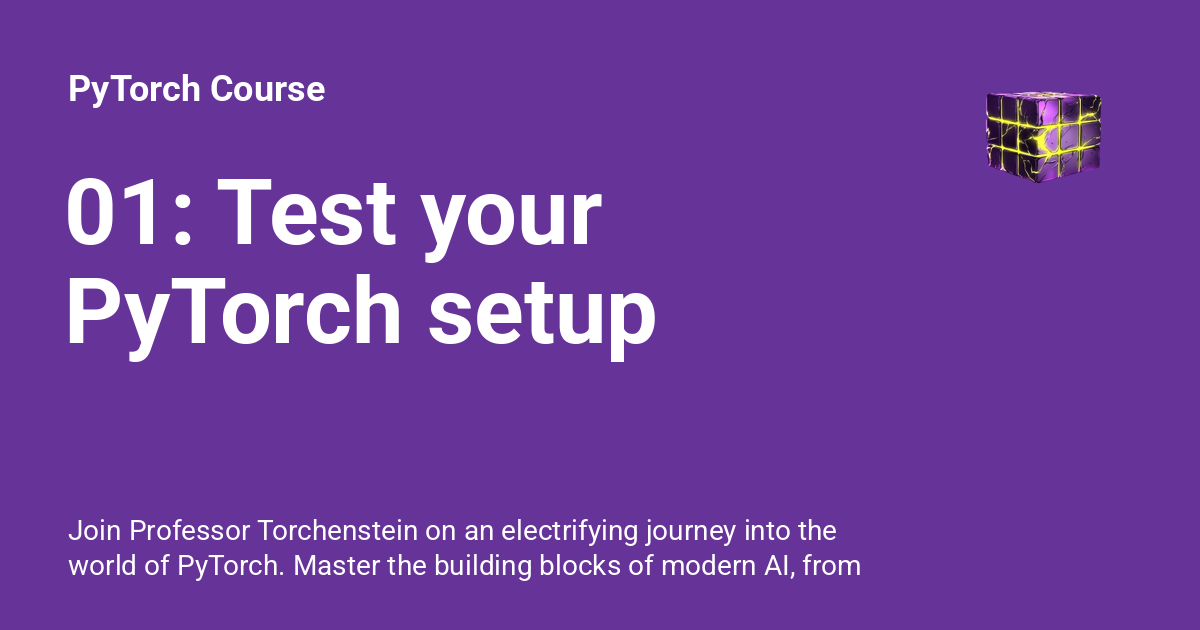 PyTorch Course
01: Test your
PyTorch setup
Join Professor Torchenstein on an electrifying journey into the
world of PyTorch. Master the building blocks of modern AI, from